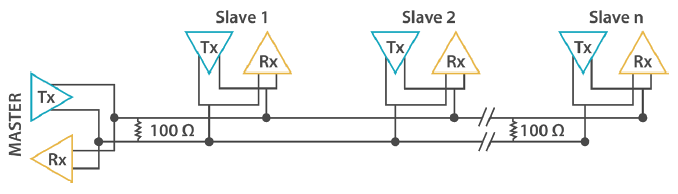 Slave 1
Slave 2
Slave n
Tx
Rx
Tx
Rx
Tx
Rx
MASTER
Tx
100 Ω
100 Ω
Rx